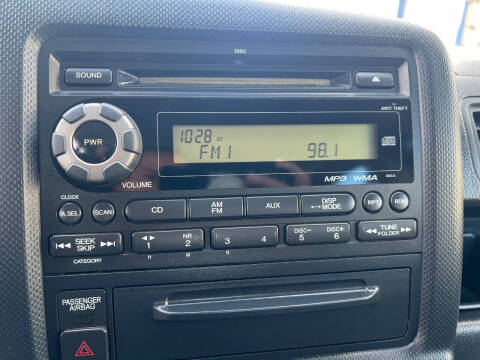 DISC
SOUND
ANTI THEFT
PWR
VOLUME
1028 ST
FM1 98.1
MP3 WMA
CLOCK
A.SEL
SCAN
CD
AM
FM
AUX
DISP
MODE
RPT
RDM
SEEK
SKIP
CATEGORY
1
NR 2
3
4
DISC-
5
DISC+
6
TUNE
FOLDER
H
M
R
PASSENGER
AIRBAG